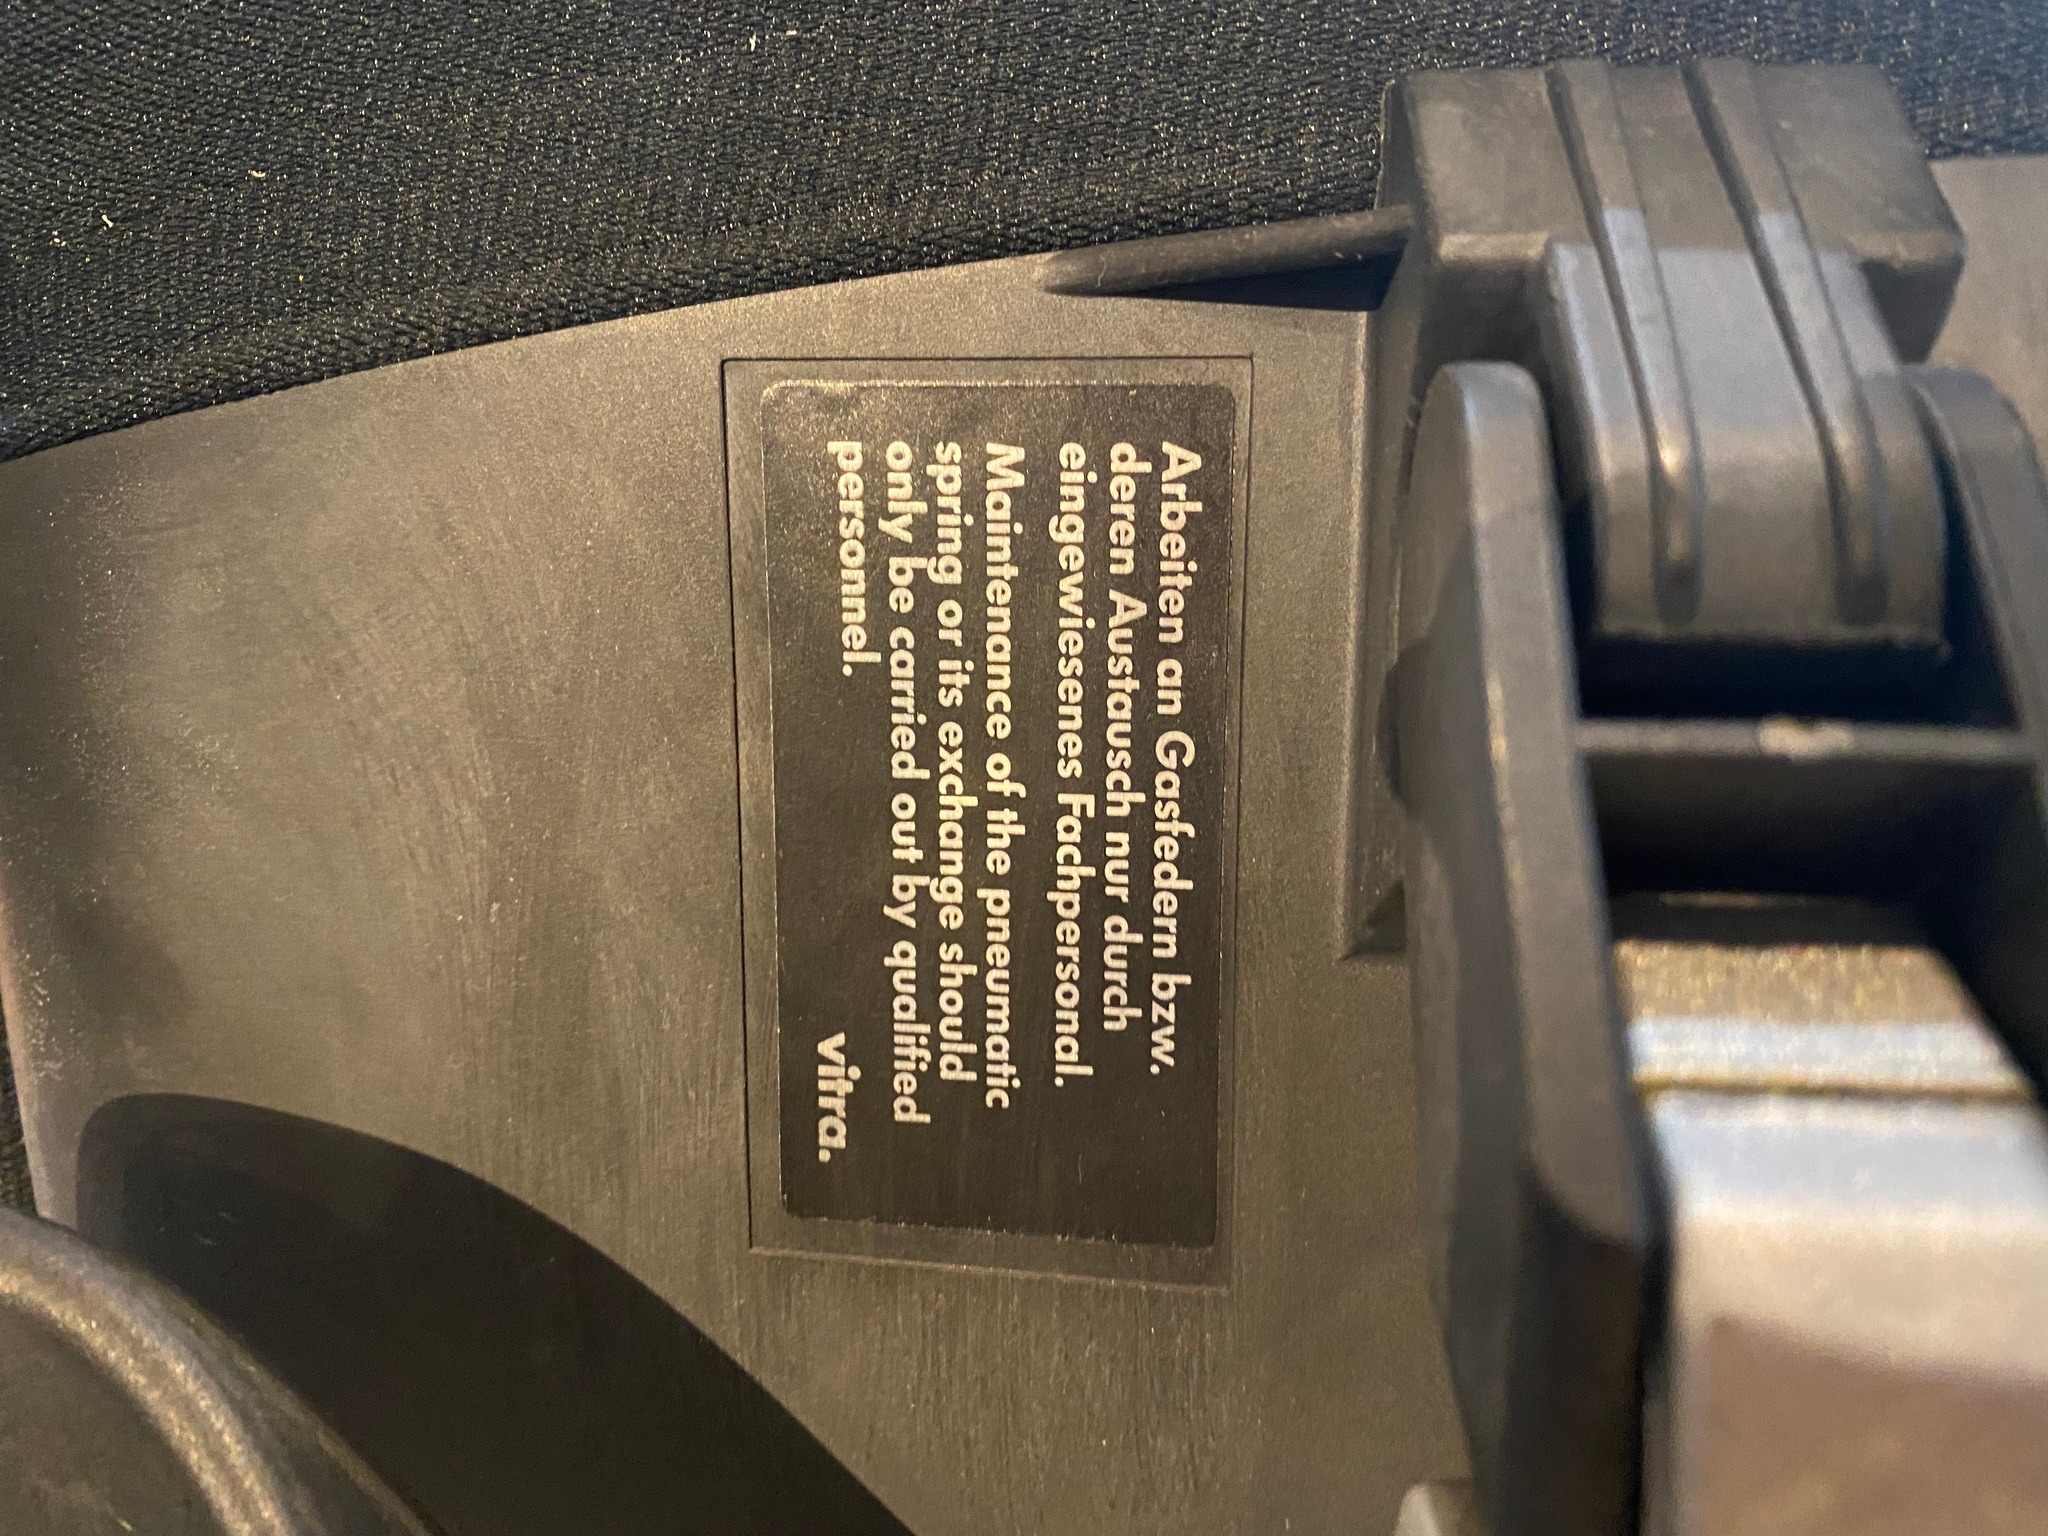 Arbeiten an Gasfedern bzw.
deren Austausch nur durch
eingewiesenes Fachpersonal.
Maintenance of the pneumatic
spring or its exchange should
only be carried out by qualified
personnel.
vitra.